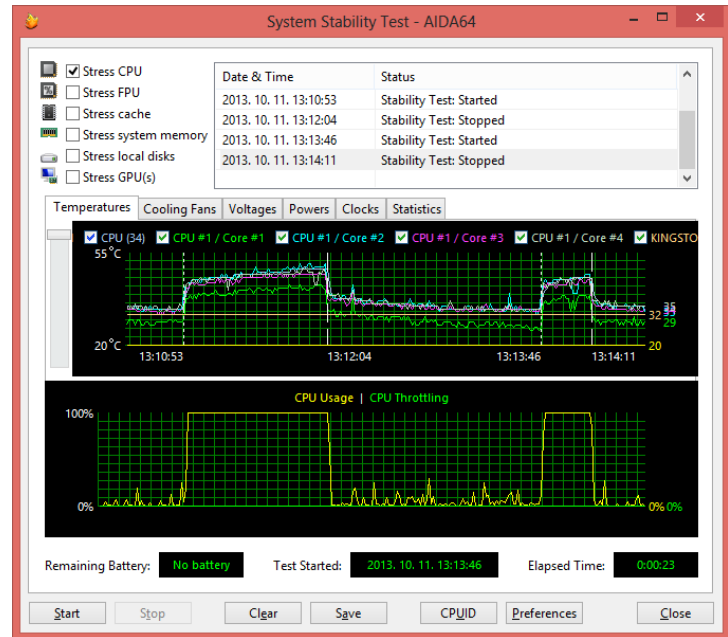 System Stability Test - AIDA64
Stress CPU
Stress FPU
Stress cache
Stress system memory
Stress local disks
Stress GPU(s)
Date & Time Status
2013. 10. 11. 13:10:53 Stability Test: Started
2013. 10. 11. 13:12:04 Stability Test: Stopped
2013. 10. 11. 13:13:46 Stability Test: Started
2013. 10. 11. 13:14:11 Stability Test: Stopped
Temperatures Cooling Fans Voltages Powers Clocks Statistics
CPU (34) CPU #1 / Core #1 CPU #1 / Core #2 CPU #1 / Core #3 CPU #1 / Core #4 KINGSTO
55°C
35
32
29
20°C 20
13:10:53 13:12:04 13:13:46 13:14:11
CPU Usage | CPU Throttling
100%
0% 0% 0%
Remaining Battery: No battery Test Started: 2013. 10. 11. 13:13:46 Elapsed Time: 0:00:23
Start Stop Clear Save CPUID Preferences Close